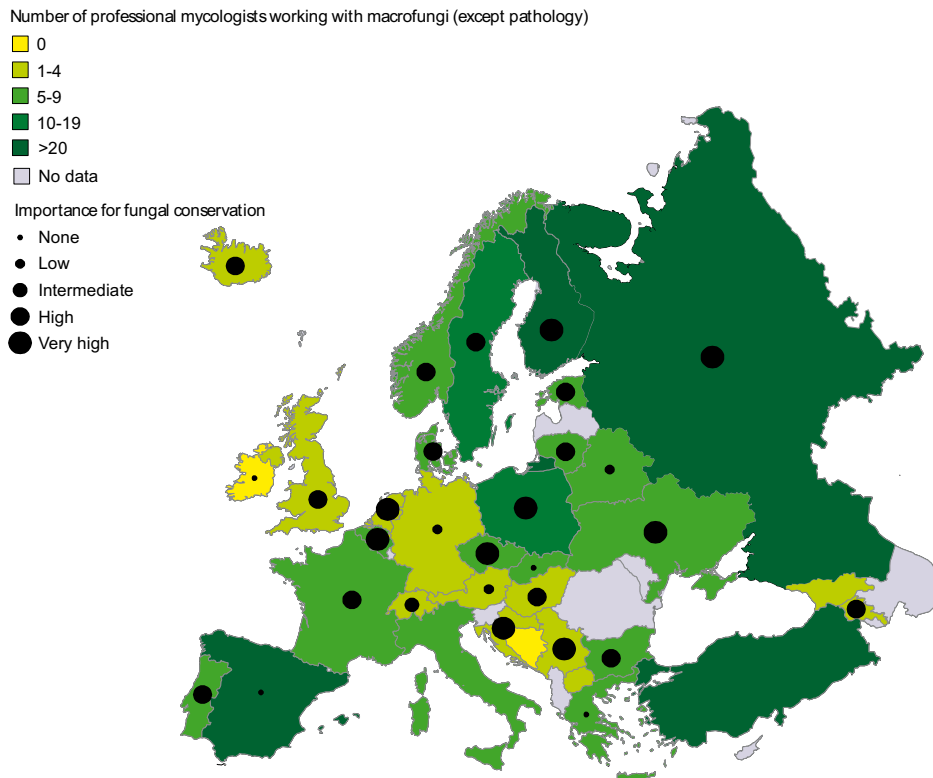 Number of professional mycologists working with macrofungi (except pathology)
0
1-4
5-9
10-19
>20
No data
Importance for fungal conservation
None
Low
Intermediate
High
Very high